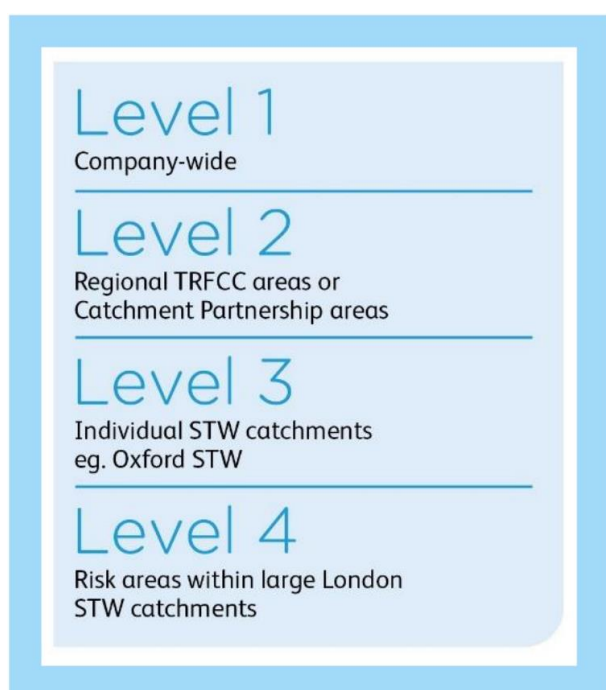 Level 1
Company-wide
Level 2
Regional TRFCC areas or
Catchment Partnership areas
Level 3
Individual STW catchments
eg. Oxford STW
Level 4
Risk areas within large London
STW catchments